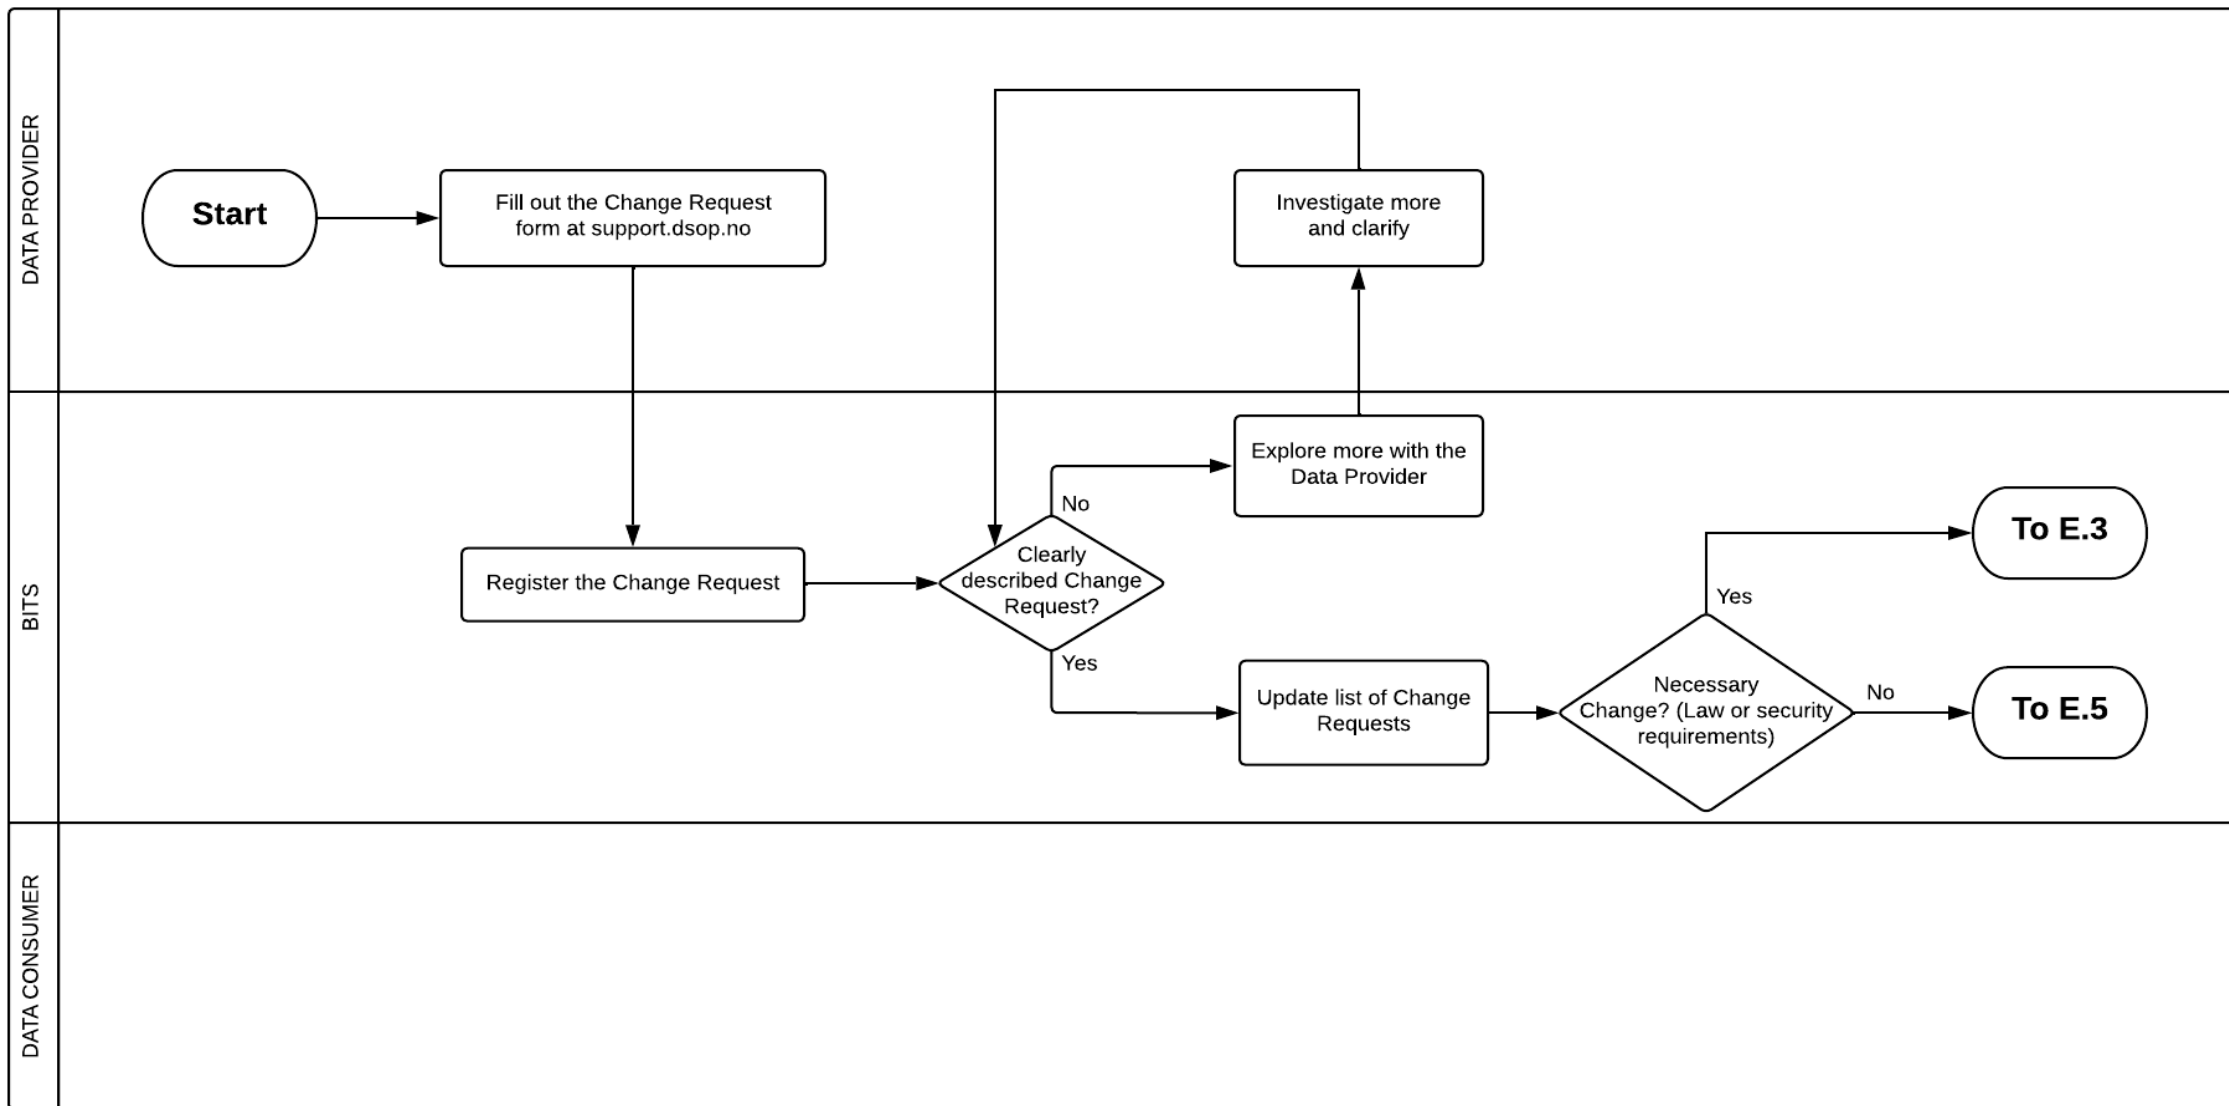 DATA PROVIDER
Start
Fill out the Change Request
form at support.dsop.no
Investigate more
and clarify
BITS
Register the Change Request
Clearly
described Change
Request?
No
Yes
Explore more with the
Data Provider
Update list of Change
Requests
Necessary
Change? (Law or security
requirements)
Yes
No
To E.3
To E.5
DATA CONSUMER